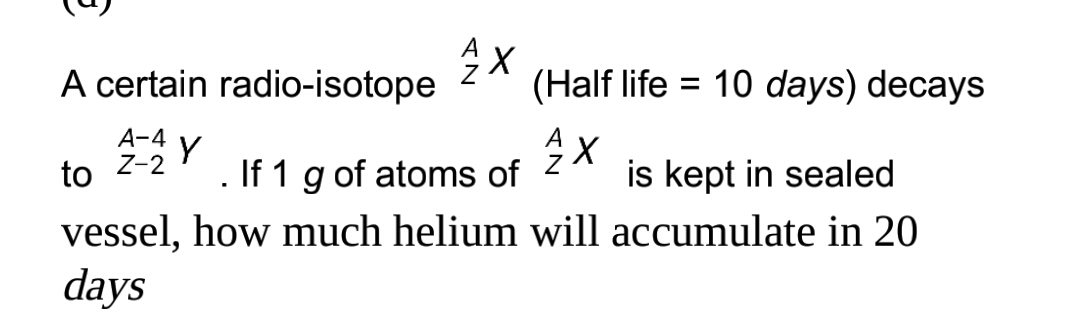 A certain radio-isotope ᴬ_Z X (Half life = 10 days) decays
to ᴬ⁻⁴_Z₋₂ Y . If 1 g of atoms of ᴬ_Z X is kept in sealed
vessel, how much helium will accumulate in 20
days